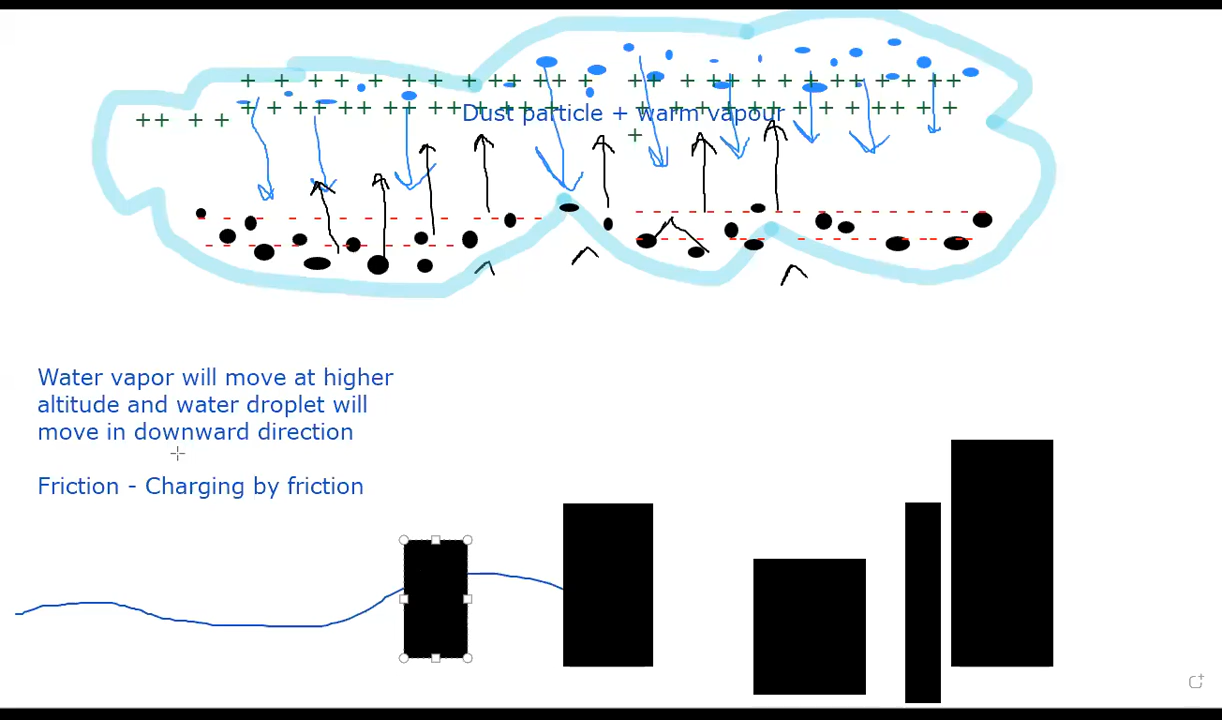 Dust particle + warm vapour
Water vapor will move at higher
altitude and water droplet will
move in downward direction
Friction - Charging by friction